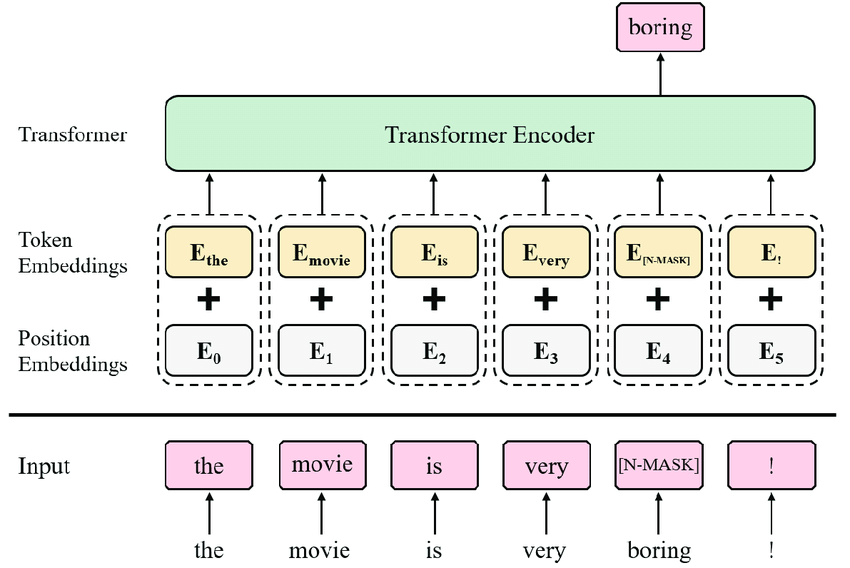 boring
Transformer
Transformer Encoder
Token
Embeddings
E_the E_movie E_is E_very E_[N-MASK] E_!
+ + + + + +
Position
Embeddings
E_0 E_1 E_2 E_3 E_4 E_5
Input
the movie is very [N-MASK] !
the movie is very boring !